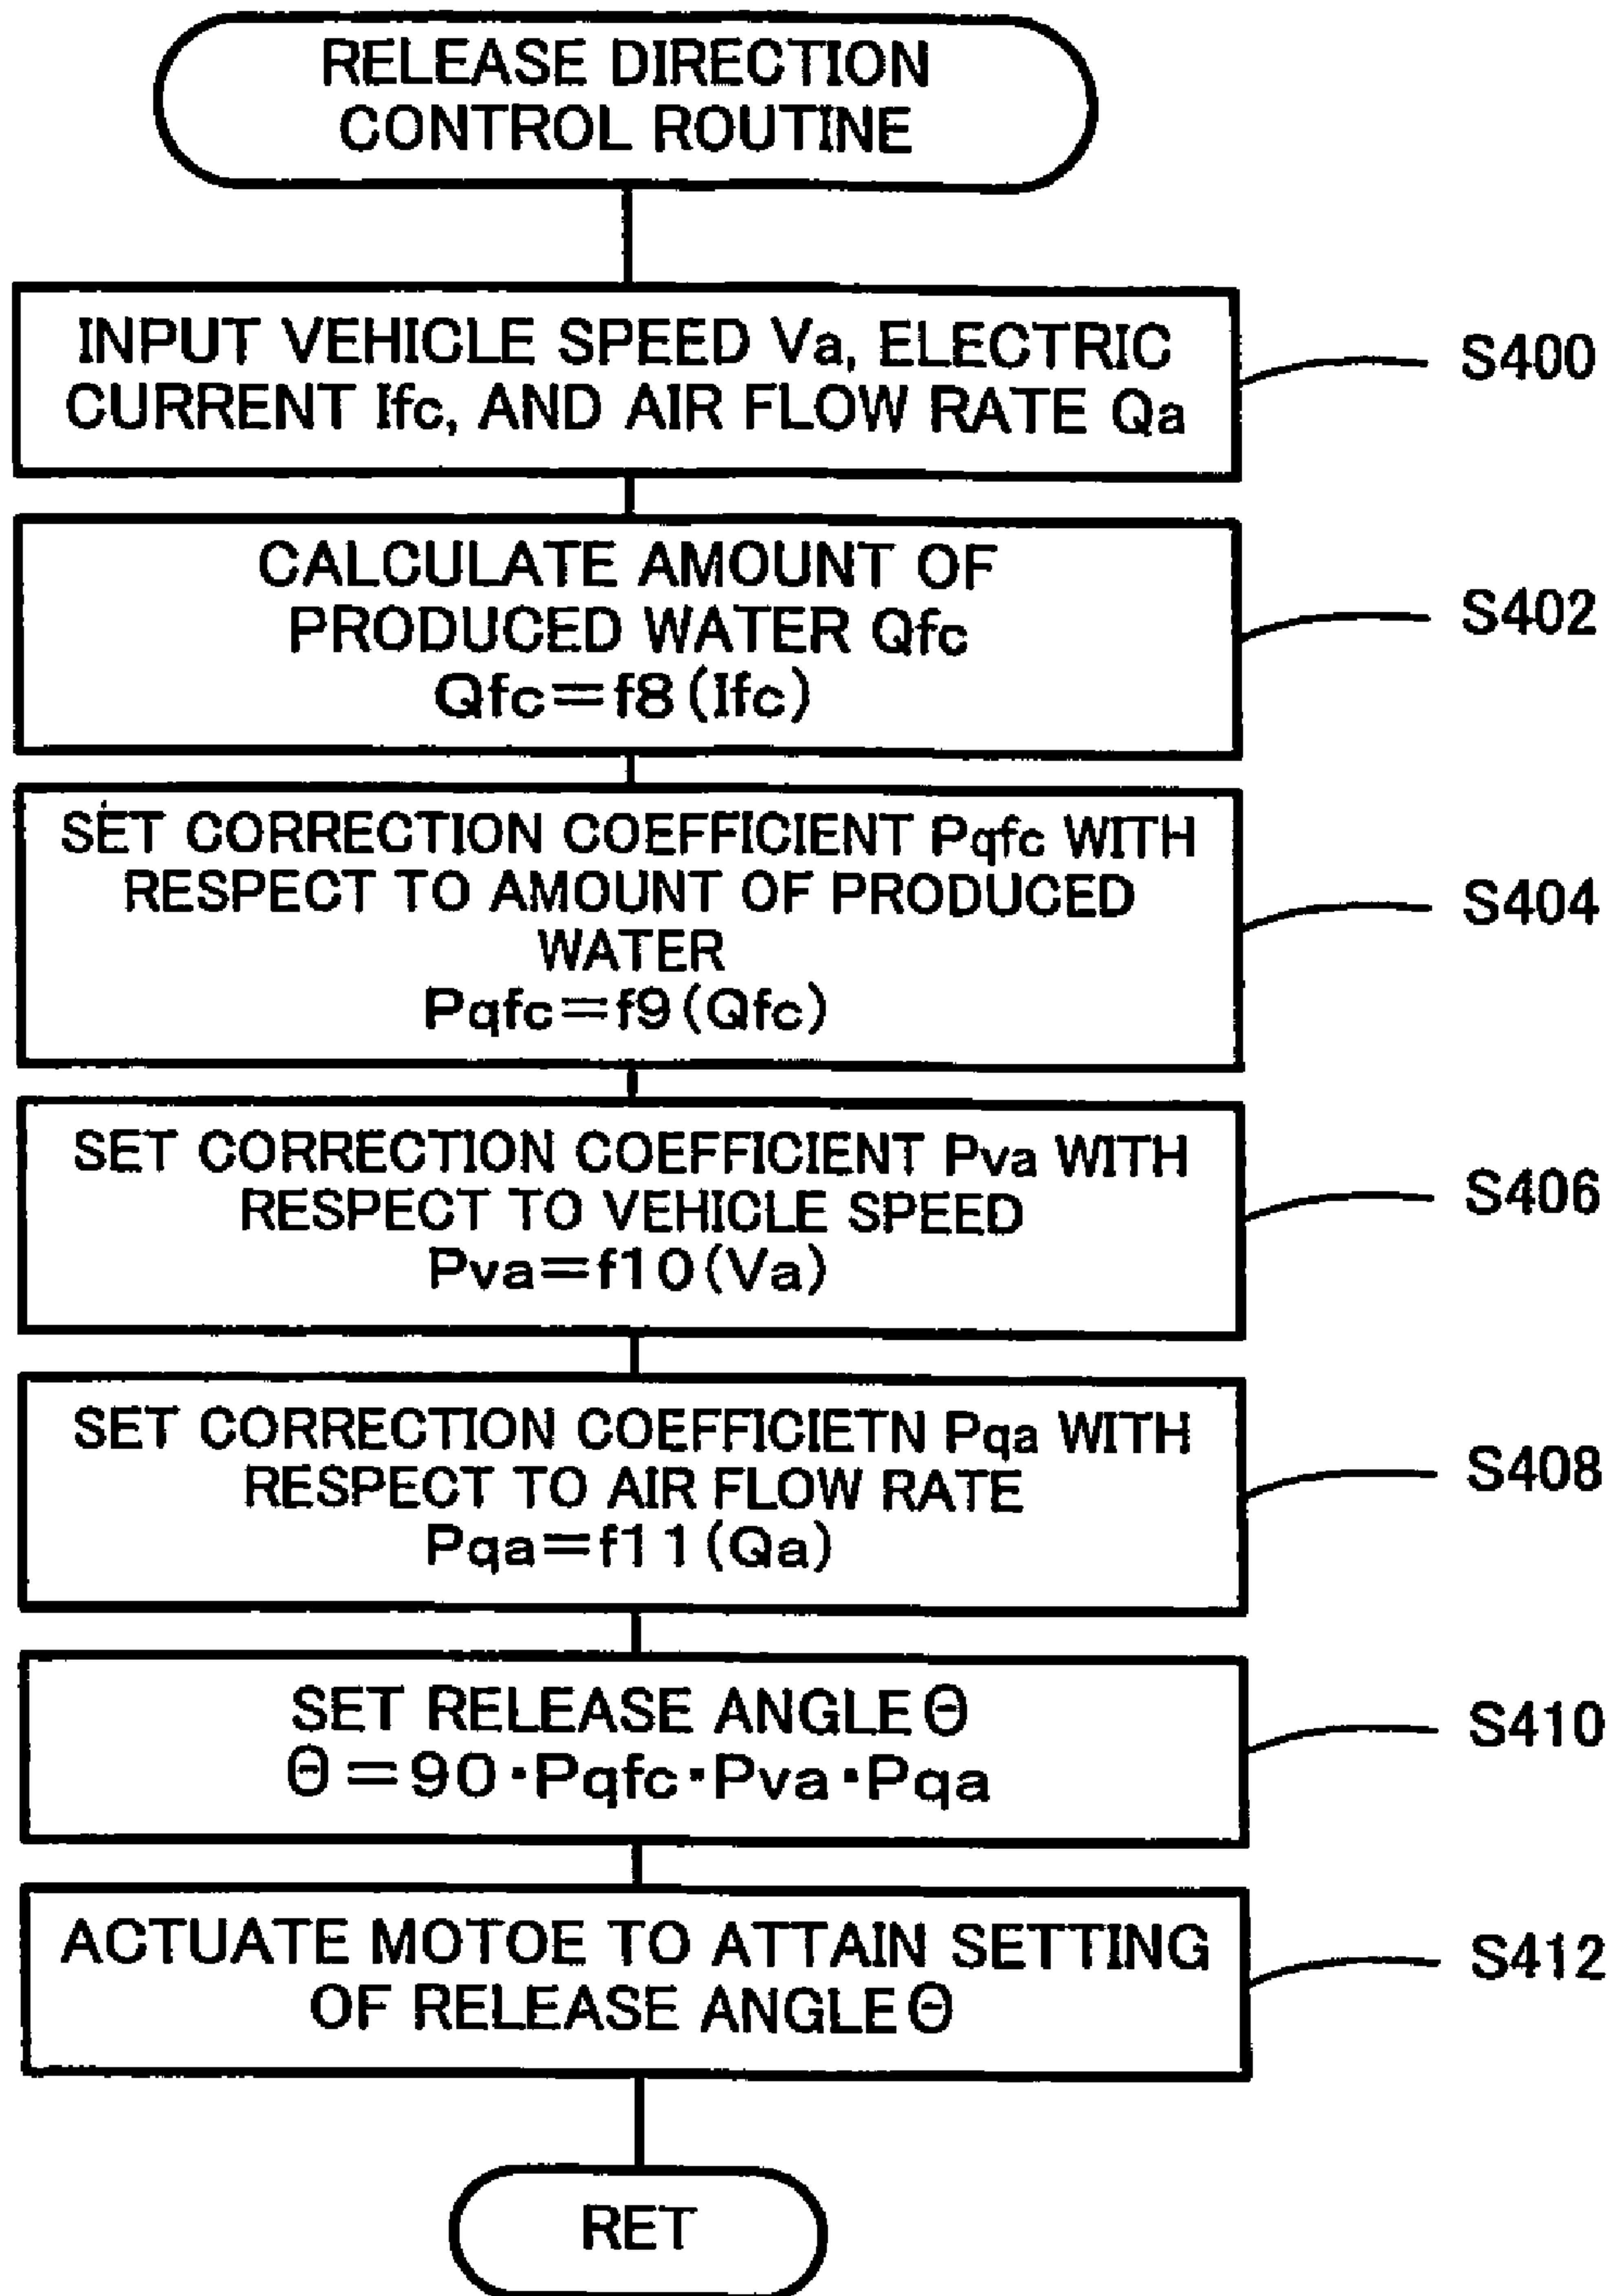 RELEASE DIRECTION
CONTROL ROUTINE
INPUT VEHICLE SPEED Va, ELECTRIC
CURRENT Ifc, AND AIR FLOW RATE Qa
S400
CALCULATE AMOUNT OF
PRODUCED WATER Qfc
Qfc=f8(Ifc)
S402
SET CORRECTION COEFFICIENT Pqfc WITH
RESPECT TO AMOUNT OF PRODUCED
WATER
Pqfc=f9(Qfc)
S404
SET CORRECTION COEFFICIENT Pva WITH
RESPECT TO VEHICLE SPEED
Pva=f10(Va)
S406
SET CORRECTION COEFFICIETN Pqa WITH
RESPECT TO AIR FLOW RATE
Pqa=f11(Qa)
S408
SET RELEASE ANGLE Θ
Θ=90·Pqfc·Pva·Pqa
S410
ACTUATE MOTOE TO ATTAIN SETTING
OF RELEASE ANGLE Θ
S412
RET